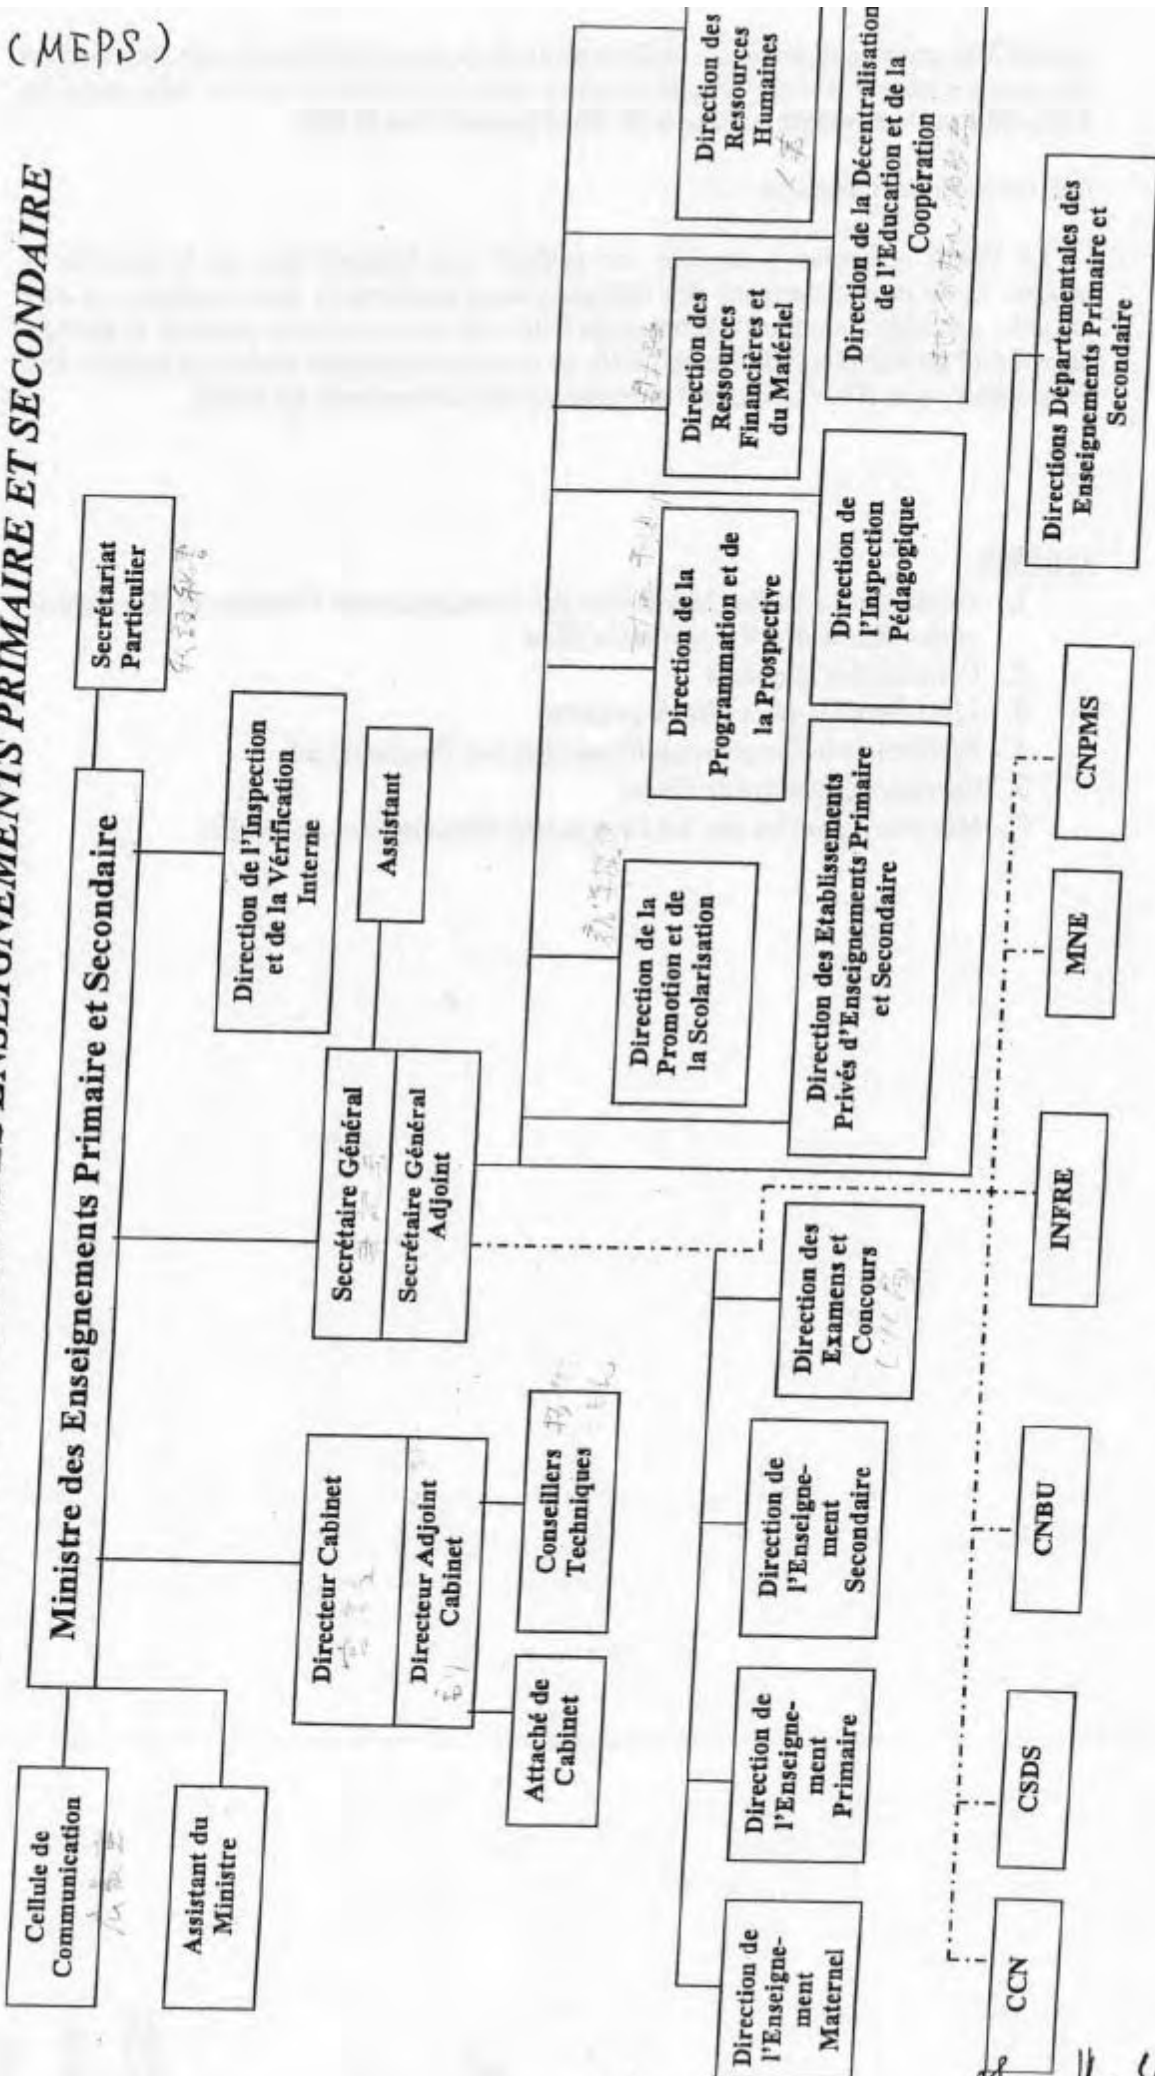 (MEPS)
ENSEIGNEMENTS PRIMAIRE ET SECONDAIRE
Secrétariat
Particulier
Ministre des Enseignements Primaire et Secondaire
Cellule de
Communication
広報室
Assistant du
Ministre
Direction de l'Inspection
et de la Vérification
Interne
Assistant
Secrétaire Général
Secrétaire Général
Adjoint
Directeur Cabinet
Directeur Adjoint
Cabinet
副
Conseillers
Techniques
Attaché de
Cabinet
Direction de la
Promotion et de
la Scolarisation
Direction de la
Programmation et de
la Prospective
Direction des
Ressources
Financières et
du Matériel
Direction des
Ressources
Humaines
Direction des Etablissements
Privés d'Enseignements Primaire
et Secondaire
Direction de
l'Inspection
Pédagogique
Direction de la Décentralisation
de l'Education et de la
Coopération
Direction de
l'Enseigne-
ment
Maternel
Direction de
l'Enseigne-
ment
Primaire
Direction de
l'Enseigne-
ment
Secondaire
Direction des
Examens et
Concours
Directions Départementales des
Enseignements Primaire et
Secondaire
CCN
CSDS
CNBU
INFRE
MNE
CNPMS